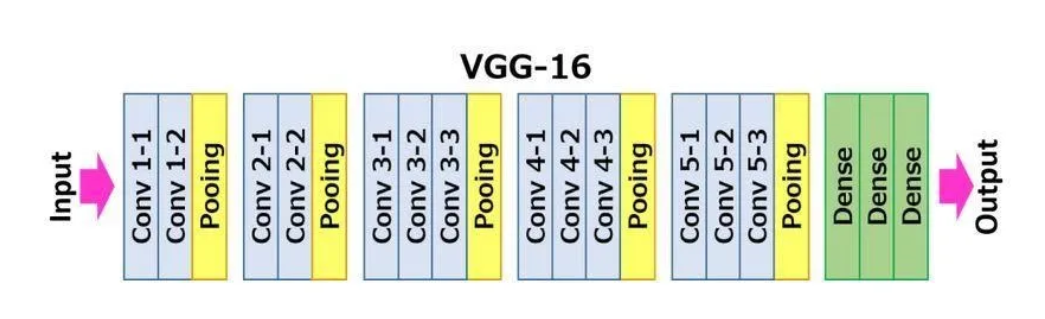 VGG-16
Input
Conv 1-1
Conv 1-2
Pooing
Conv 2-1
Conv 2-2
Pooing
Conv 3-1
Conv 3-2
Conv 3-3
Pooing
Conv 4-1
Conv 4-2
Conv 4-3
Pooing
Conv 5-1
Conv 5-2
Conv 5-3
Pooing
Dense
Dense
Dense
Output